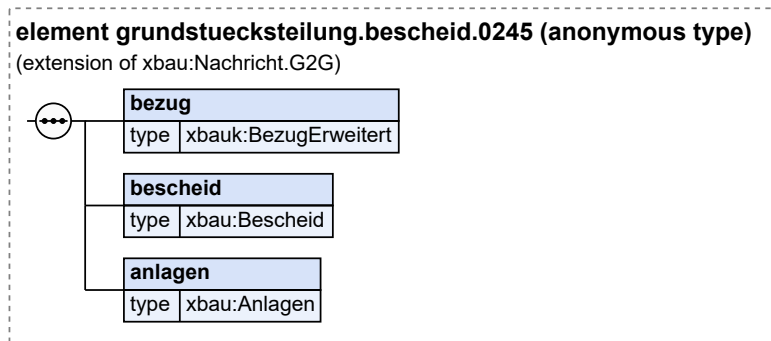 element grundstuecksteilung.bescheid.0245 (anonymous type)
(extension of xbau:Nachricht.G2G)
bezug
type xbauk:BezugErweitert
bescheid
type xbau:Bescheid
anlagen
type xbau:Anlagen